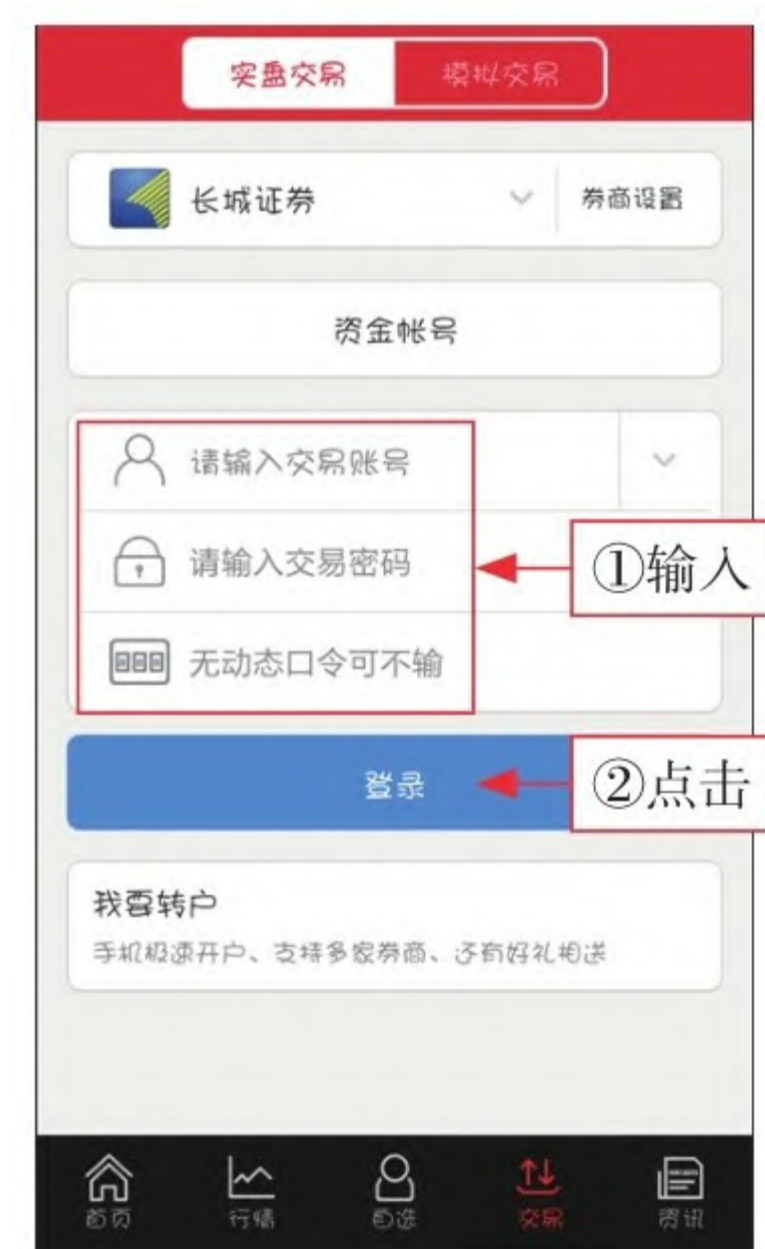 实盘交易 模拟交易
长城证券 券商设置
资金帐号
请输入交易账号
请输入交易密码
①输入
无动态口令可不输
登录
②点击
我要转户
手机极速开户、支持多家券商、还有好礼相送
首页 行情 自选 交易 资讯